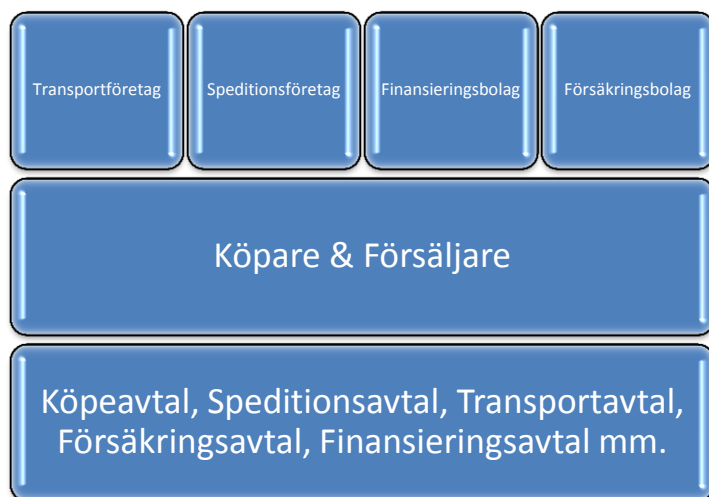 Transportföretag
Speditionsföretag
Finansieringsbolag
Försäkringsbolag
Köpare & Försäljare
Köpeavtal, Speditionsavtal, Transportavtal,
Försäkringsavtal, Finansieringsavtal mm.